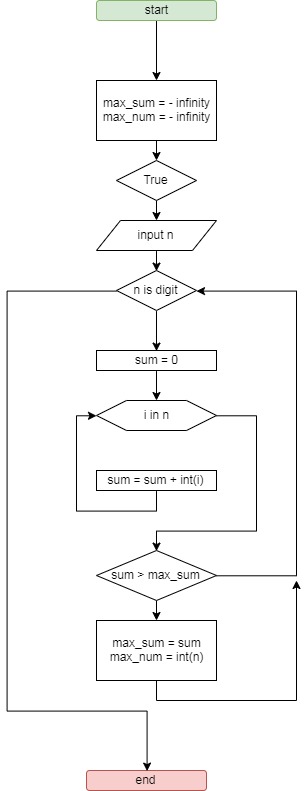 start
max_sum = - infinity
max_num = - infinity
True
input n
n is digit
sum = 0
i in n
sum = sum + int(i)
sum > max_sum
max_sum = sum
max_num = int(n)
end